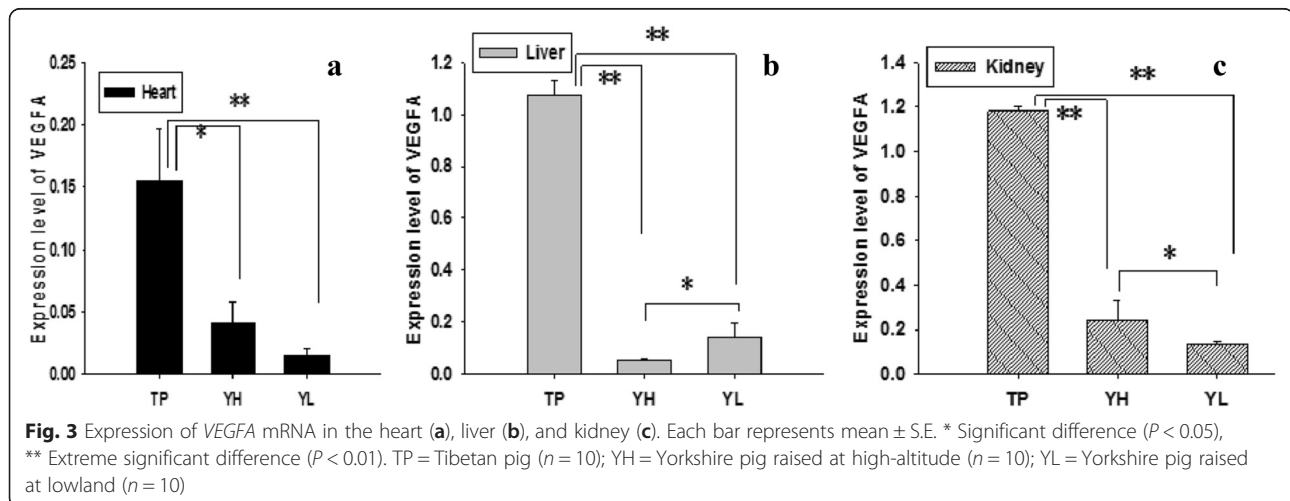 a
Heart
Expression level of VEGFA
0.25
0.20
0.15
0.10
0.05
0.00
**
*
TP YH YL
b
Liver
Expression level of VEGFA
1.2
1.0
0.8
0.6
0.4
0.2
0.0
**
**
*
TP YH YL
c
Kidney
Expression level of VEGFA
1.4
1.2
1.0
0.8
0.6
0.4
0.2
0.0
**
**
*
TP YH YL
Fig. 3 Expression of VEGFA mRNA in the heart (a), liver (b), and kidney (c). Each bar represents mean ± S.E. * Significant difference (P < 0.05),
** Extreme significant difference (P < 0.01). TP = Tibetan pig (n = 10); YH = Yorkshire pig raised at high-altitude (n = 10); YL = Yorkshire pig raised
at lowland (n = 10)